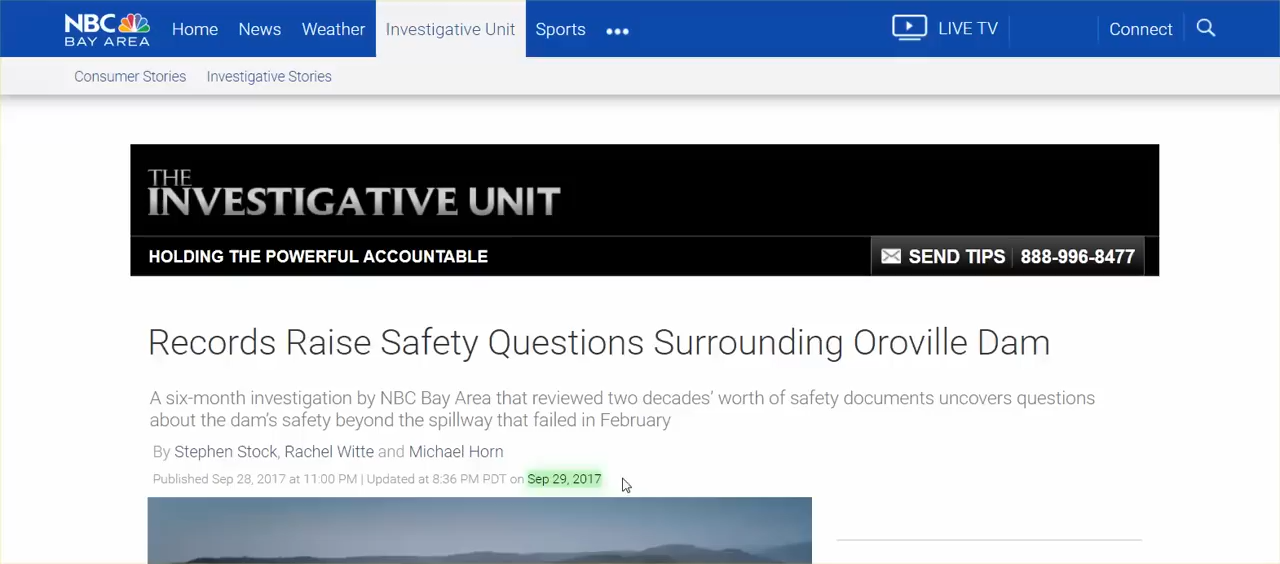 NBC Home News Weather Investigative Unit Sports ••• LIVE TV Connect
BAY AREA
Consumer Stories Investigative Stories
THE
INVESTIGATIVE UNIT
HOLDING THE POWERFUL ACCOUNTABLE SEND TIPS 888-996-8477
Records Raise Safety Questions Surrounding Oroville Dam
A six-month investigation by NBC Bay Area that reviewed two decades’ worth of safety documents uncovers questions
about the dam’s safety beyond the spillway that failed in February
By Stephen Stock, Rachel Witte and Michael Horn
Published Sep 28, 2017 at 11:00 PM | Updated at 8:36 PM PDT on Sep 29, 2017